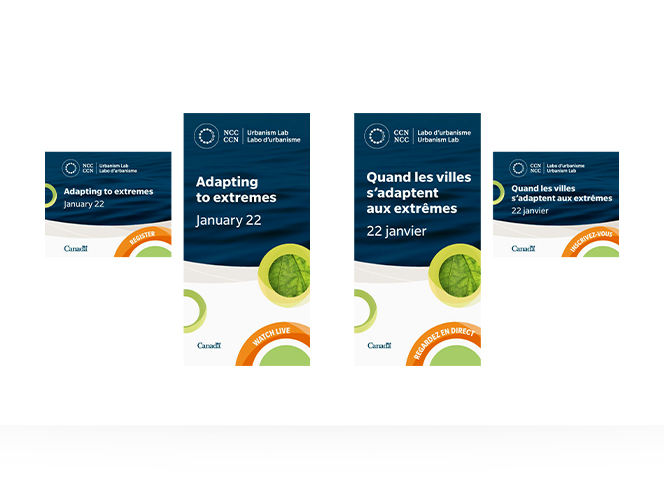 NCC
CCN
Urbanism Lab
Labo d'urbanisme
Adapting to extremes
January 22
Canada
REGISTER
NCC
CCN
Urbanism Lab
Labo d'urbanisme
Adapting
to extremes
January 22
WATCH LIVE
Canada
CCN
NCC
Labo d'urbanisme
Urbanism Lab
Quand les villes
s'adaptent
aux extrêmes
22 janvier
REGARDEZ EN DIRECT
Canada
CCN
NCC
Labo d'urbanisme
Urbanism Lab
Quand les villes
s'adaptent aux extrêmes
22 janvier
Canada
INSCRIVEZ-VOUS